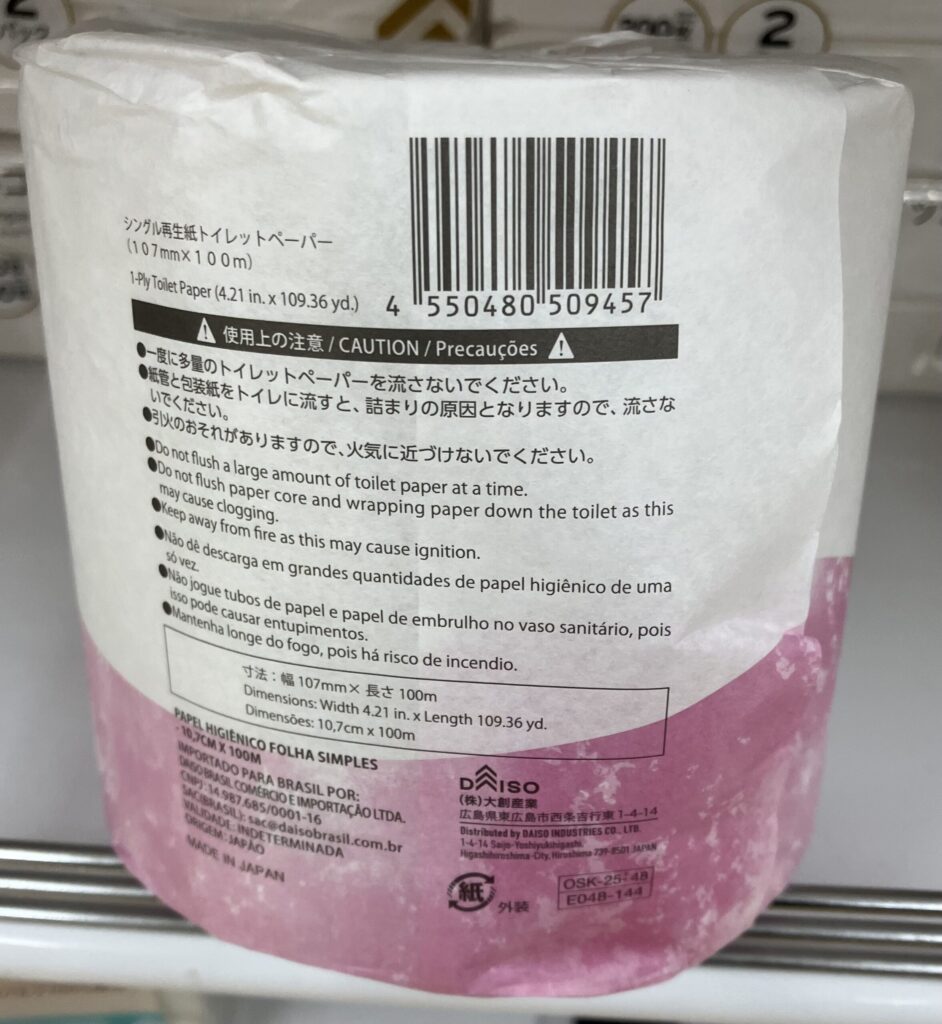 2
パック
200
2
シングル再生紙トイレットペーパー
(107mm×100m)
1-Ply Toilet Paper (4.21 in. x 109.36 yd.)
4 550480 509457
使用上の注意 / CAUTION / Precauções
●一度に多量のトイレットペーパーを流さないでください。
●紙管と包装紙をトイレに流すと、詰まりの原因となりますので、流さな
いでください。
●引火のおそれがありますので、火気に近づけないでください。
●Do not flush a large amount of toilet paper at a time.
●Do not flush paper core and wrapping paper down the toilet as this
may cause clogging.
●Keep away from fire as this may cause ignition.
●Não dê descarga em grandes quantidades de papel higiênico de uma
só vez.
●Não jogue tubos de papel e papel de embrulho no vaso sanitário, pois
isso pode causar entupimentos.
●Mantenha longe do fogo, pois há risco de incendio.
寸法：幅 107mm× 長さ 100m
Dimensions: Width 4.21 in. x Length 109.36 yd.
Dimensões: 10,7cm x 100m
PAPEL HIGIÊNICO FOLHA SIMPLES
- 10,7CM X 100M
IMPORTADO PARA BRASIL POR:
DAISO BRASIL COMÉRCIO E IMPORTAÇÃO LTDA.
CNPJ: 14.987.685/0001-16
SAC(BRASIL): sac@daisobrasil.com.br
VALIDADE: INDETERMINADA
ORIGEM: JAPÃO
MADE IN JAPAN
DAISO
(株)大創産業
広島県東広島市西条吉行東1-4-14
Distributed by DAISO INDUSTRIES CO., LTD.
1-4-14 Saijo-Yoshiyukihigashi,
Higashihiroshima-City, Hiroshima 739-8501 JAPAN
紙 外装
OSK-25-48
E048-144